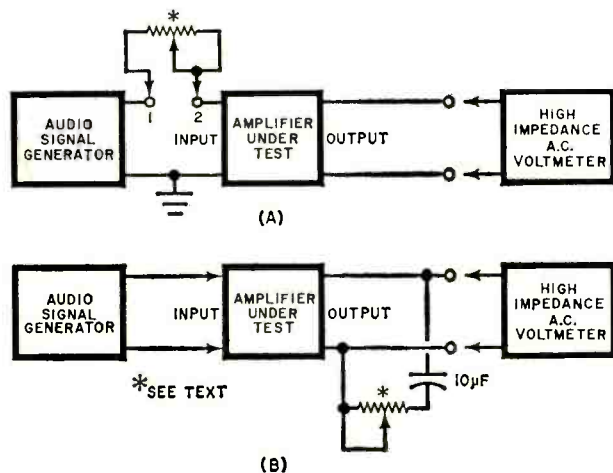 *
AUDIO
SIGNAL
GENERATOR
1
2
INPUT
AMPLIFIER
UNDER
TEST
OUTPUT
HIGH
IMPEDANCE
A.C.
VOLTMETER
(A)
AUDIO
SIGNAL
GENERATOR
INPUT
AMPLIFIER
UNDER
TEST
OUTPUT
HIGH
IMPEDANCE
A.C.
VOLTMETER
*SEE TEXT
*
10µF
(B)